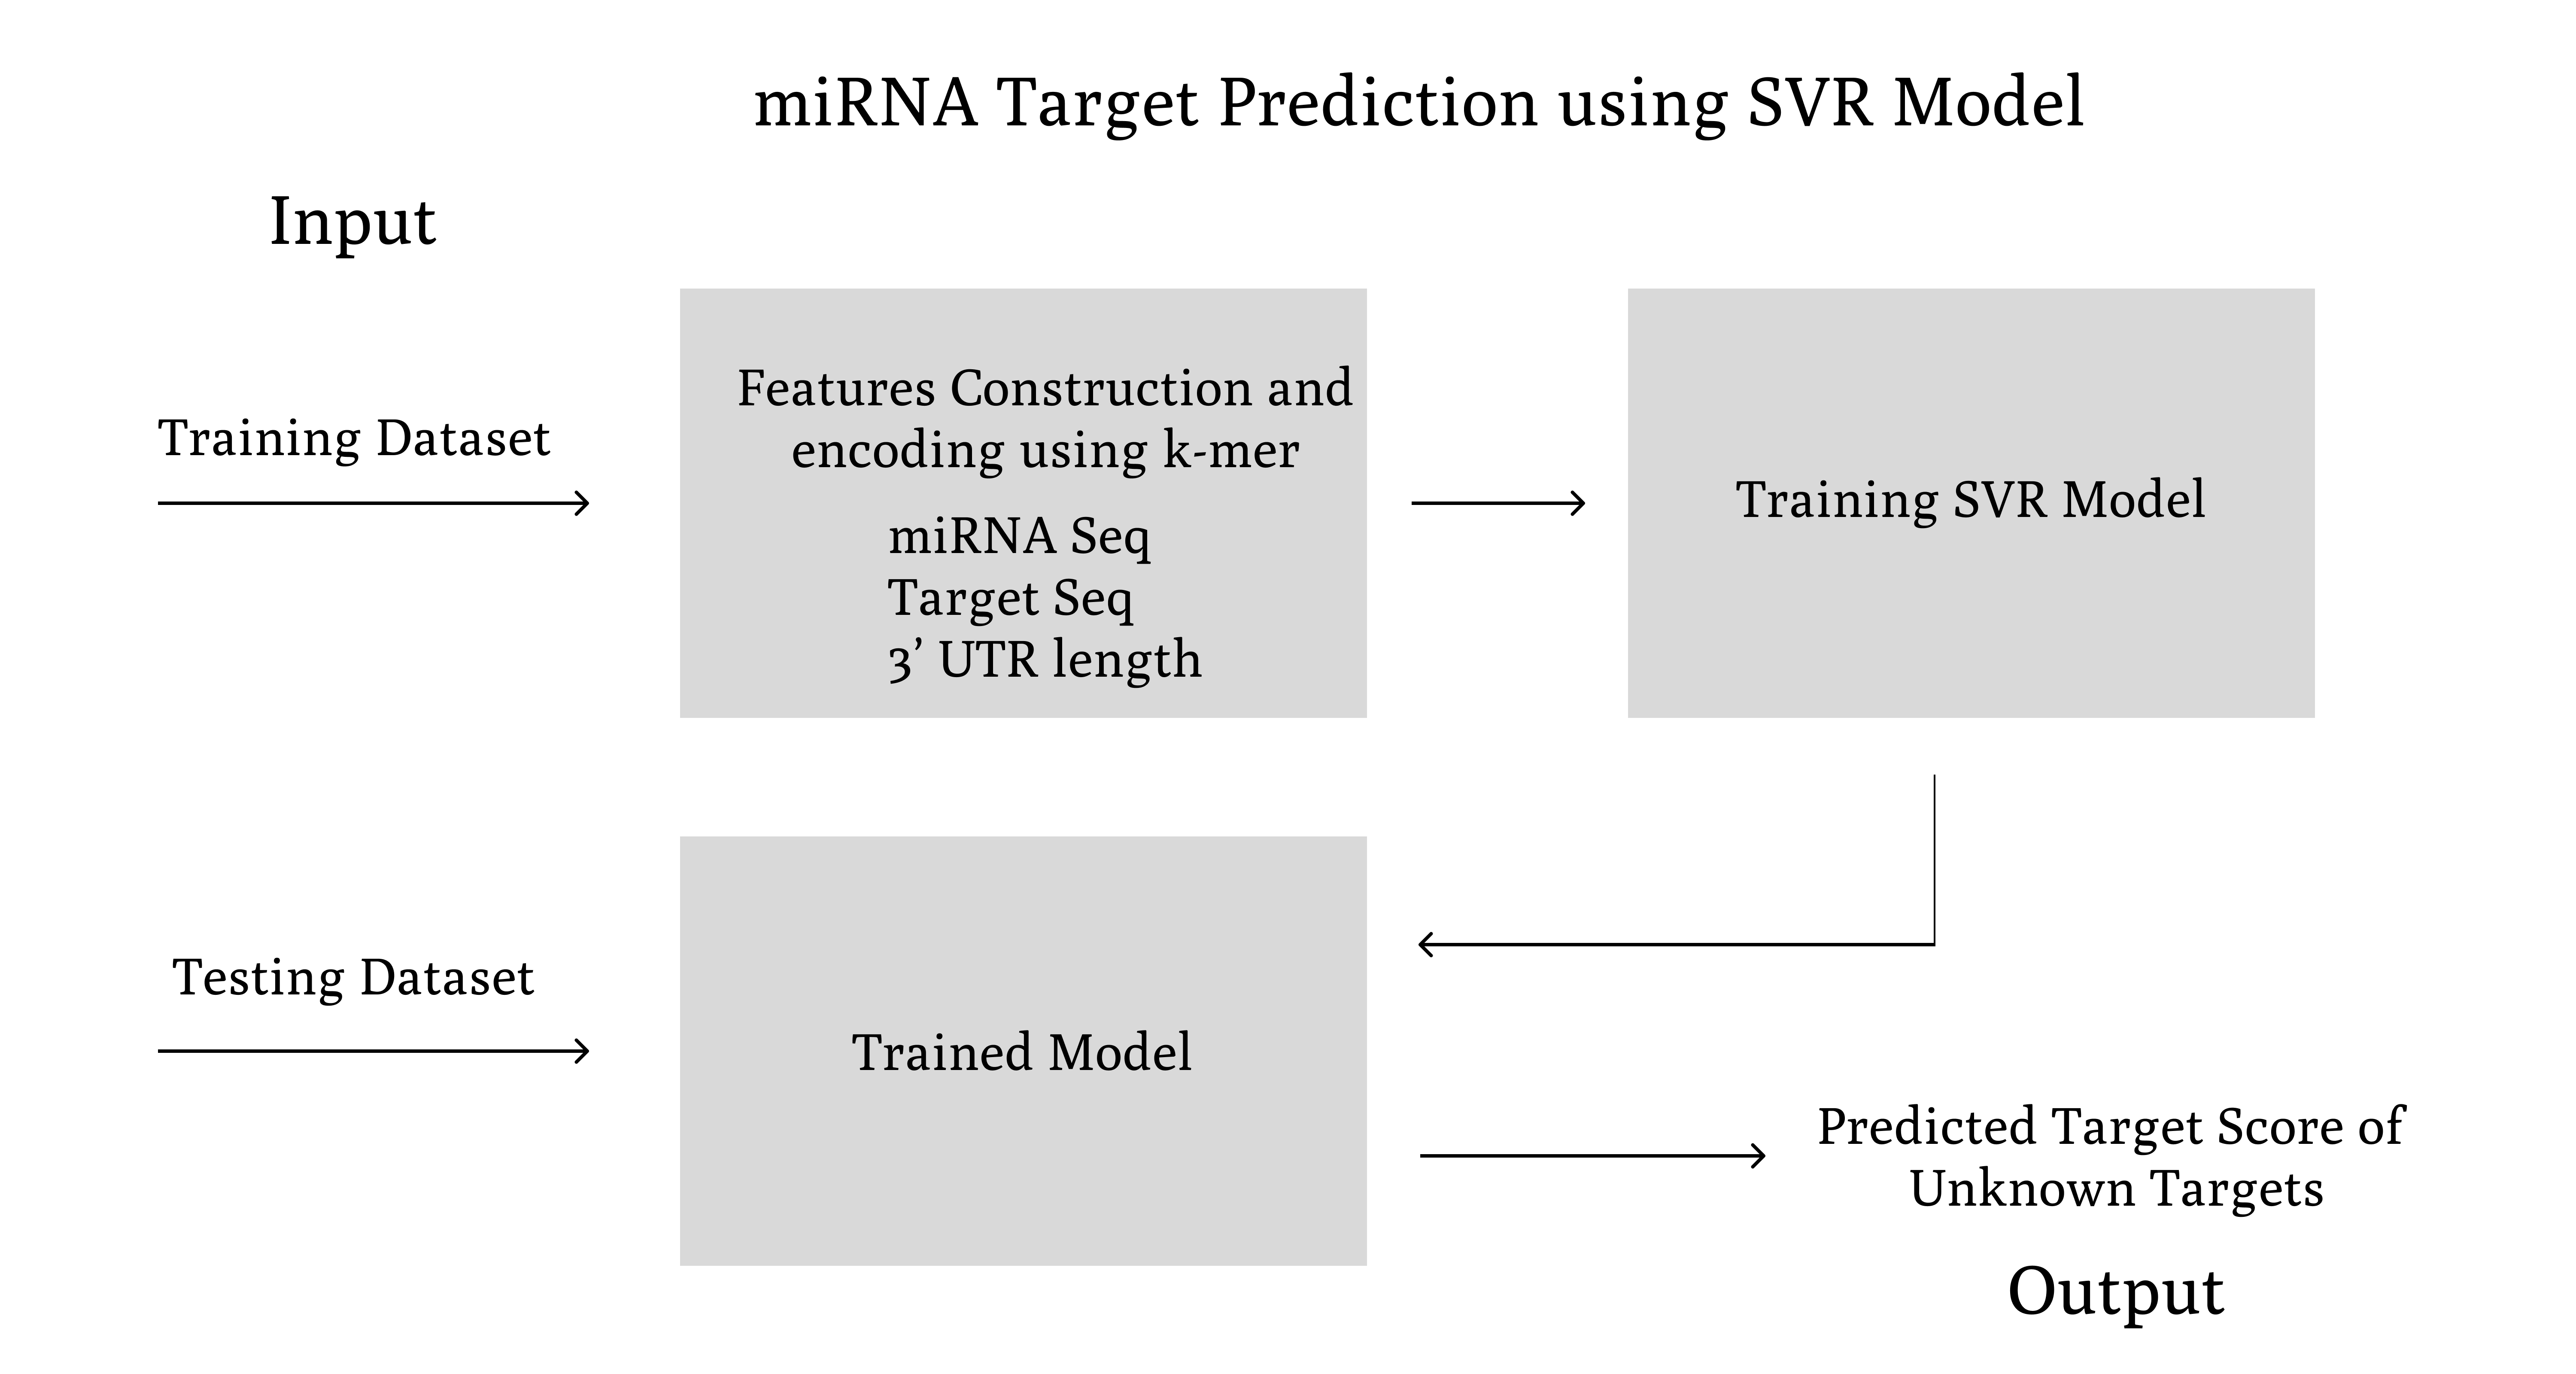 miRNA Target Prediction using SVR Model
Input
Training Dataset
Features Construction and
encoding using k-mer
miRNA Seq
Target Seq
3’ UTR length
Training SVR Model
Testing Dataset
Trained Model
Predicted Target Score of
Unknown Targets
Output